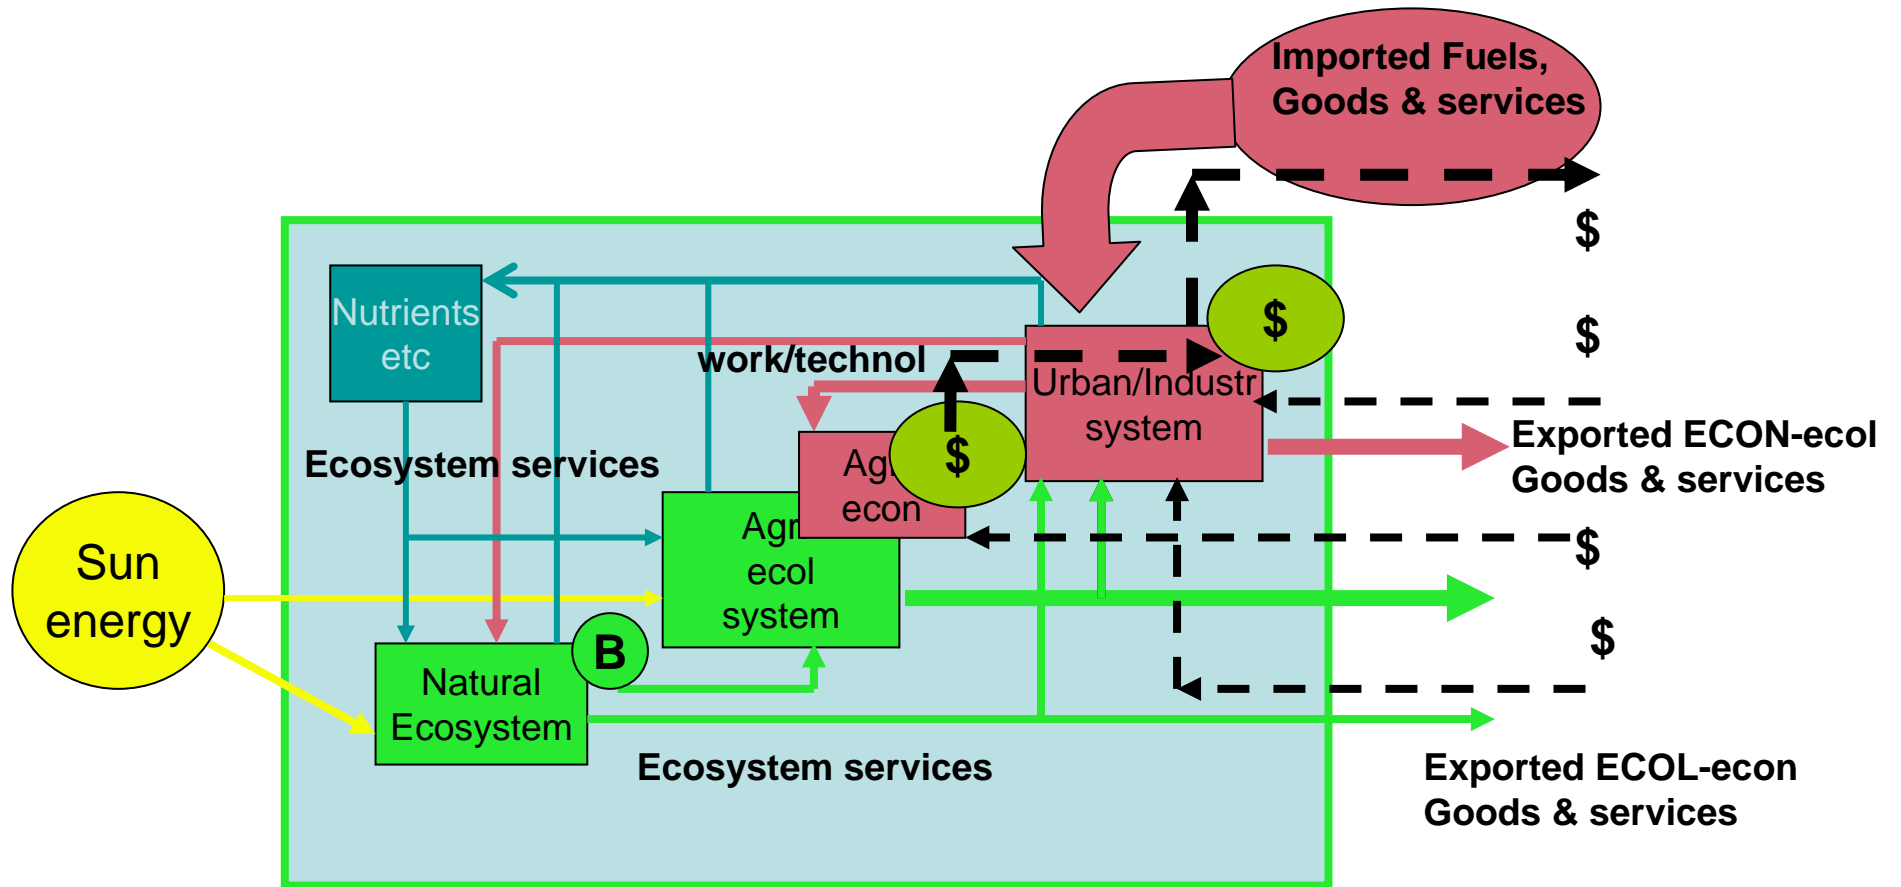 Imported Fuels,
Goods & services
$
Nutrients
etc
$
$
work/technol
Urban/Industr
system
Exported ECON-ecol
Goods & services
Ecosystem services
$
Ag
econ
Agr
ecol
system
$
Sun
energy
B
$
Natural
Ecosystem
Ecosystem services
Exported ECOL-econ
Goods & services